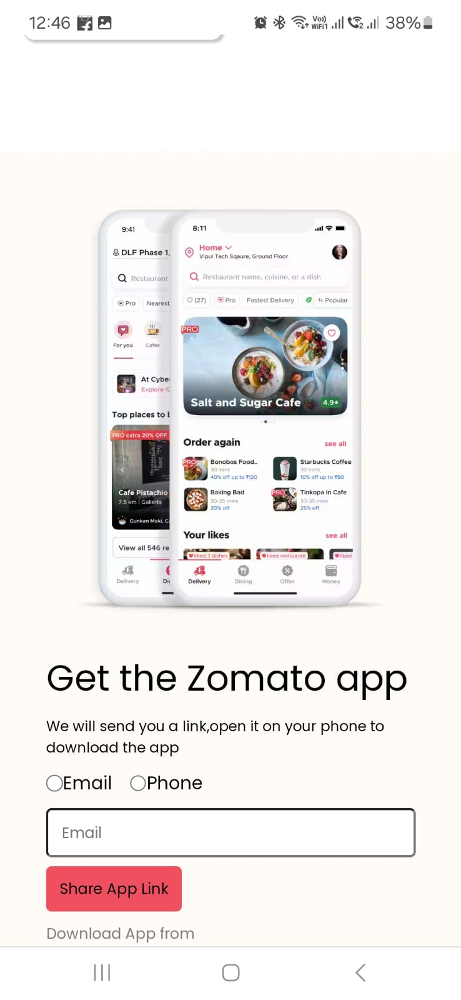 12:46 Vo)) WiFi1 2 38%
9:41
DLF Phase 1,
Restaurant
Pro Nearest
For you Cafes
At Cybe
Explore 12
Top places to b
PRO extra 20% OFF
Cafe Pistachio
7.5 km | Galleria
Gunkan Maki, Ca
View all 546 re
Delivery Di
8:11
Home
Vipul Tech Sqaure, Ground Floor
Restaurant name, cuisine, or a dish
(27) Pro Fastest Delivery Popular
PRO
Salt and Sugar Cafe 4.9★
Order again see all
PRO Bonobos Food..
30 mins
40% off up to ₹120
Starbucks Coffee
30 mins
10% off up to ₹50
Baking Bad
30-35 mins
20% off
PRO Tinkopa In Cafe
30-35 mins
25% off
Your likes see all
liked 3 dishes liked restaurant liked
Delivery Dining Offer Money
Get the Zomato app
We will send you a link,open it on your phone to
download the app
Email Phone
Email
Share App Link
Download App from